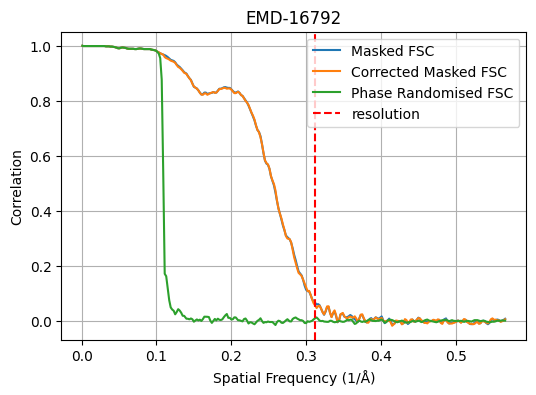 EMD-16792
Masked FSC
Corrected Masked FSC
Phase Randomised FSC
resolution
Correlation
1.0
0.8
0.6
0.4
0.2
0.0
0.0 0.1 0.2 0.3 0.4 0.5
Spatial Frequency (1/Å)